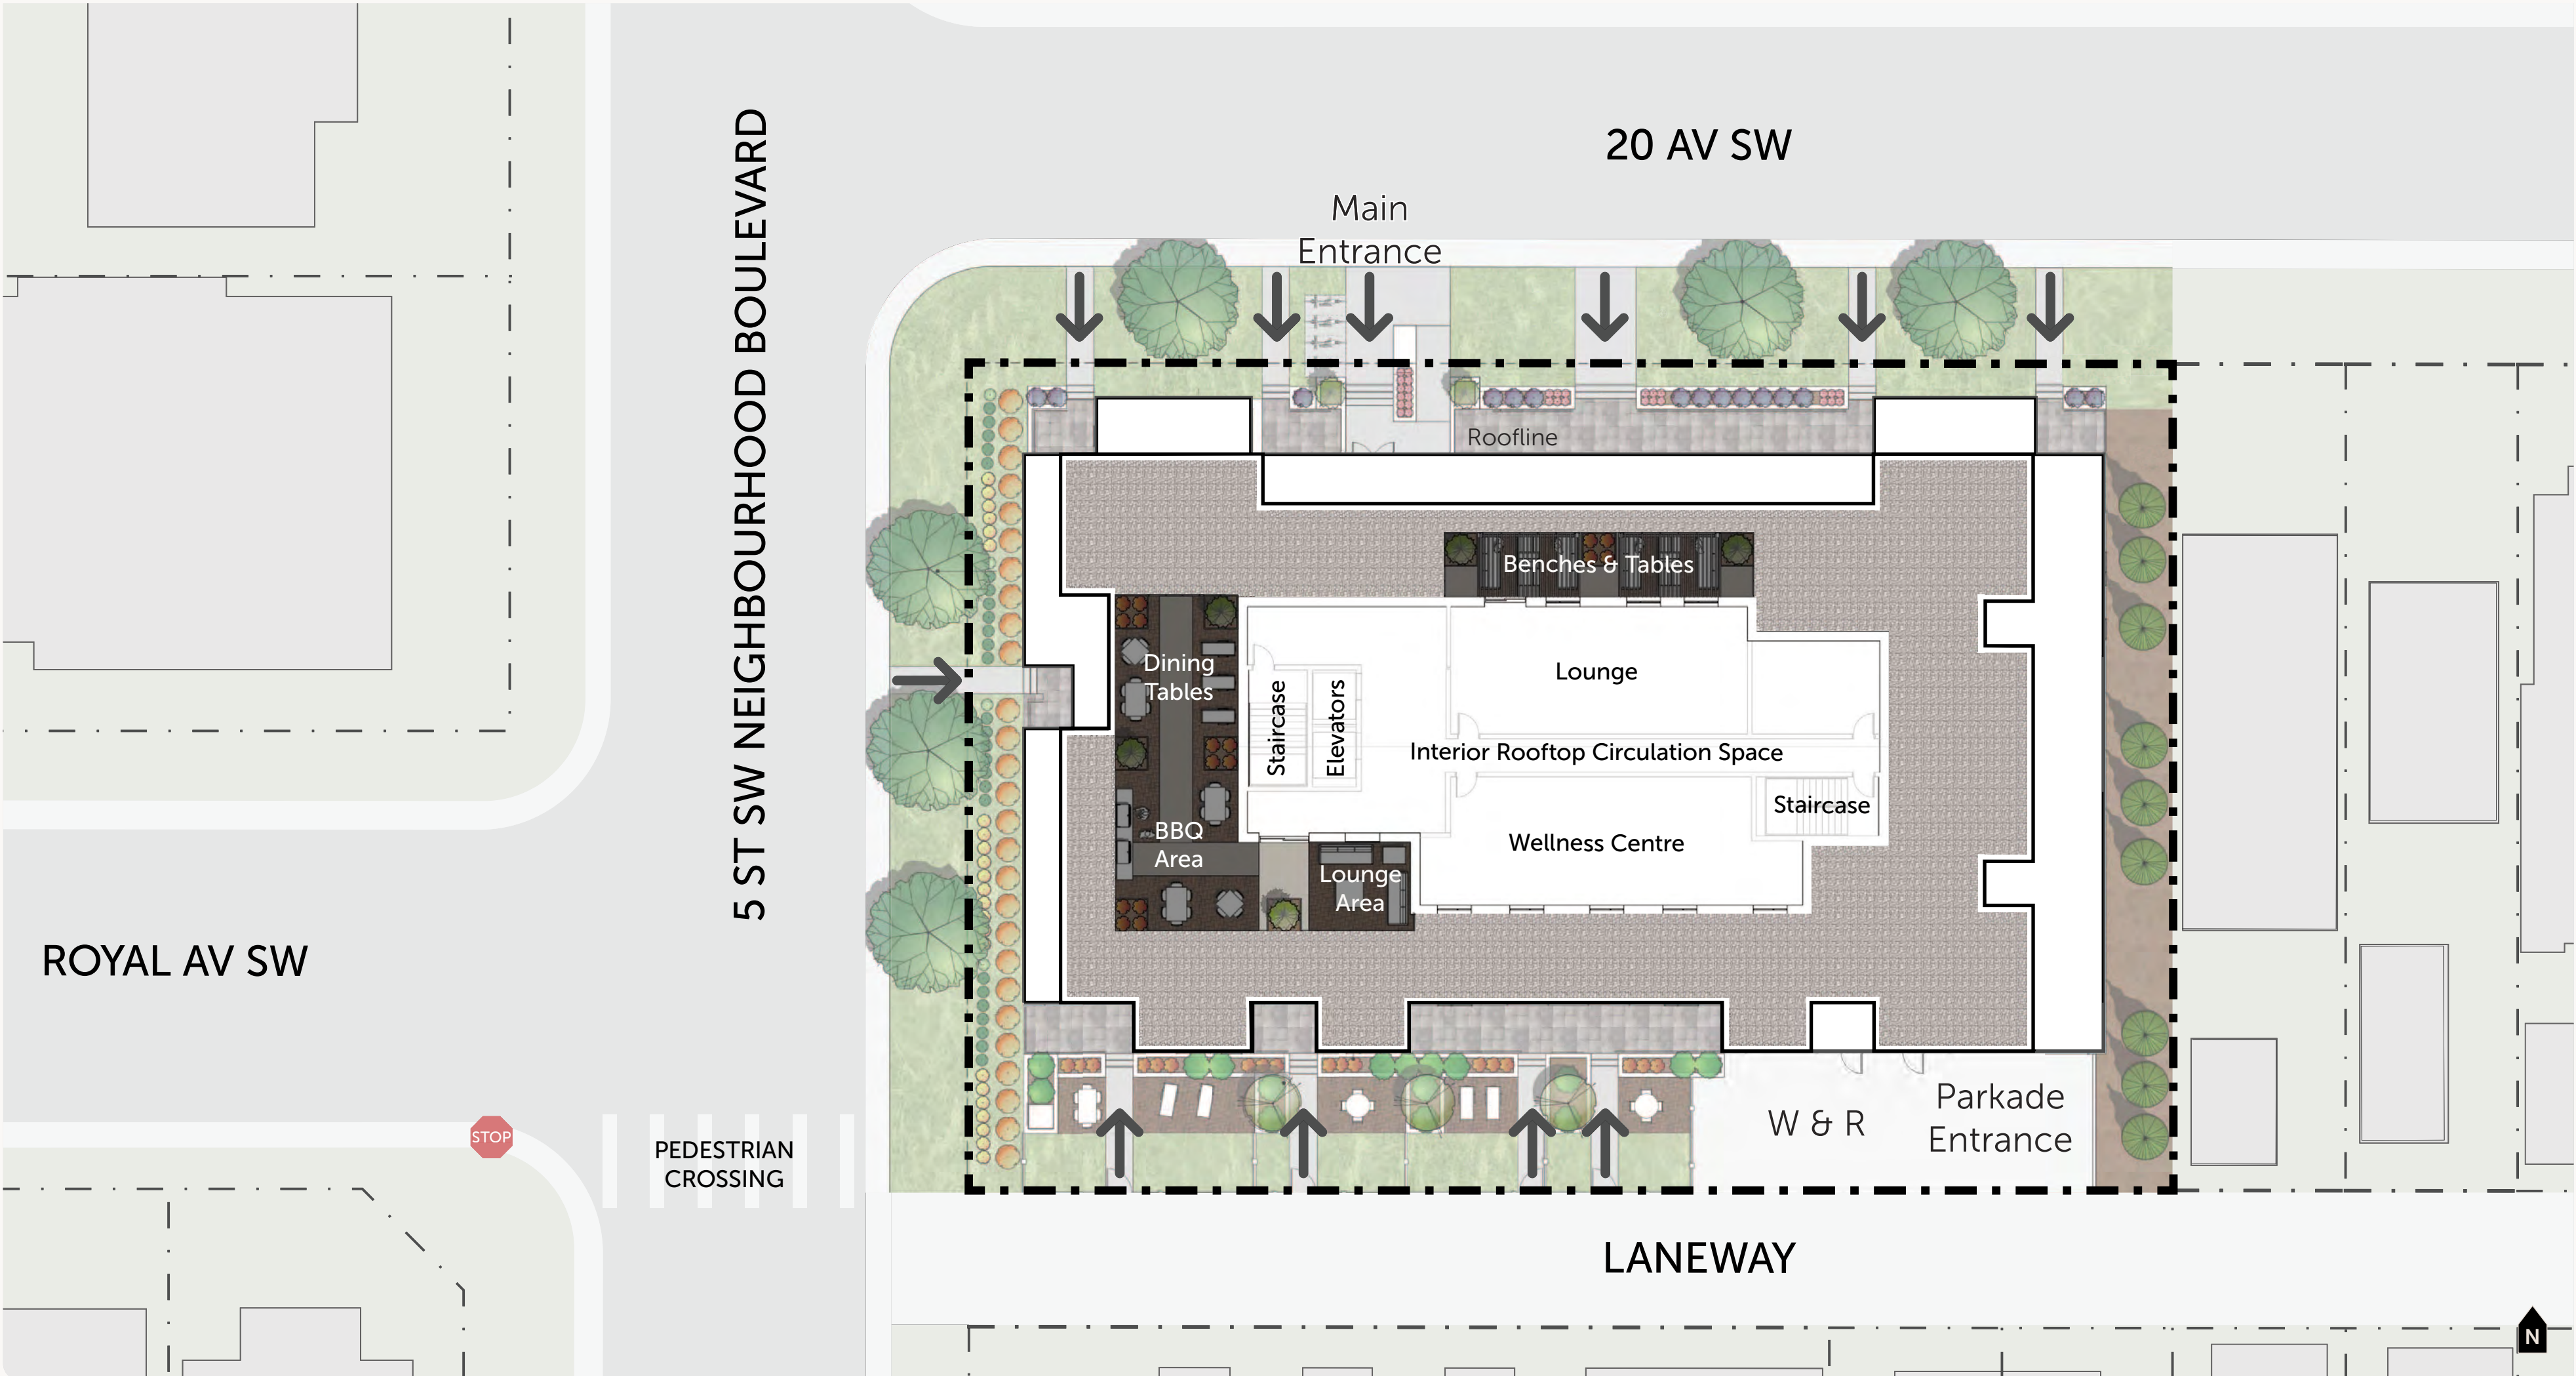 20 AV SW
5 ST SW NEIGHBOURHOOD BOULEVARD
Main
Entrance
Roofline
Benches & Tables
Dining
Tables
Lounge
Staircase
Elevators
Interior Rooftop Circulation Space
Staircase
BBQ
Area
Wellness Centre
Lounge
Area
ROYAL AV SW
STOP
PEDESTRIAN
CROSSING
W & R
Parkade
Entrance
LANEWAY
N